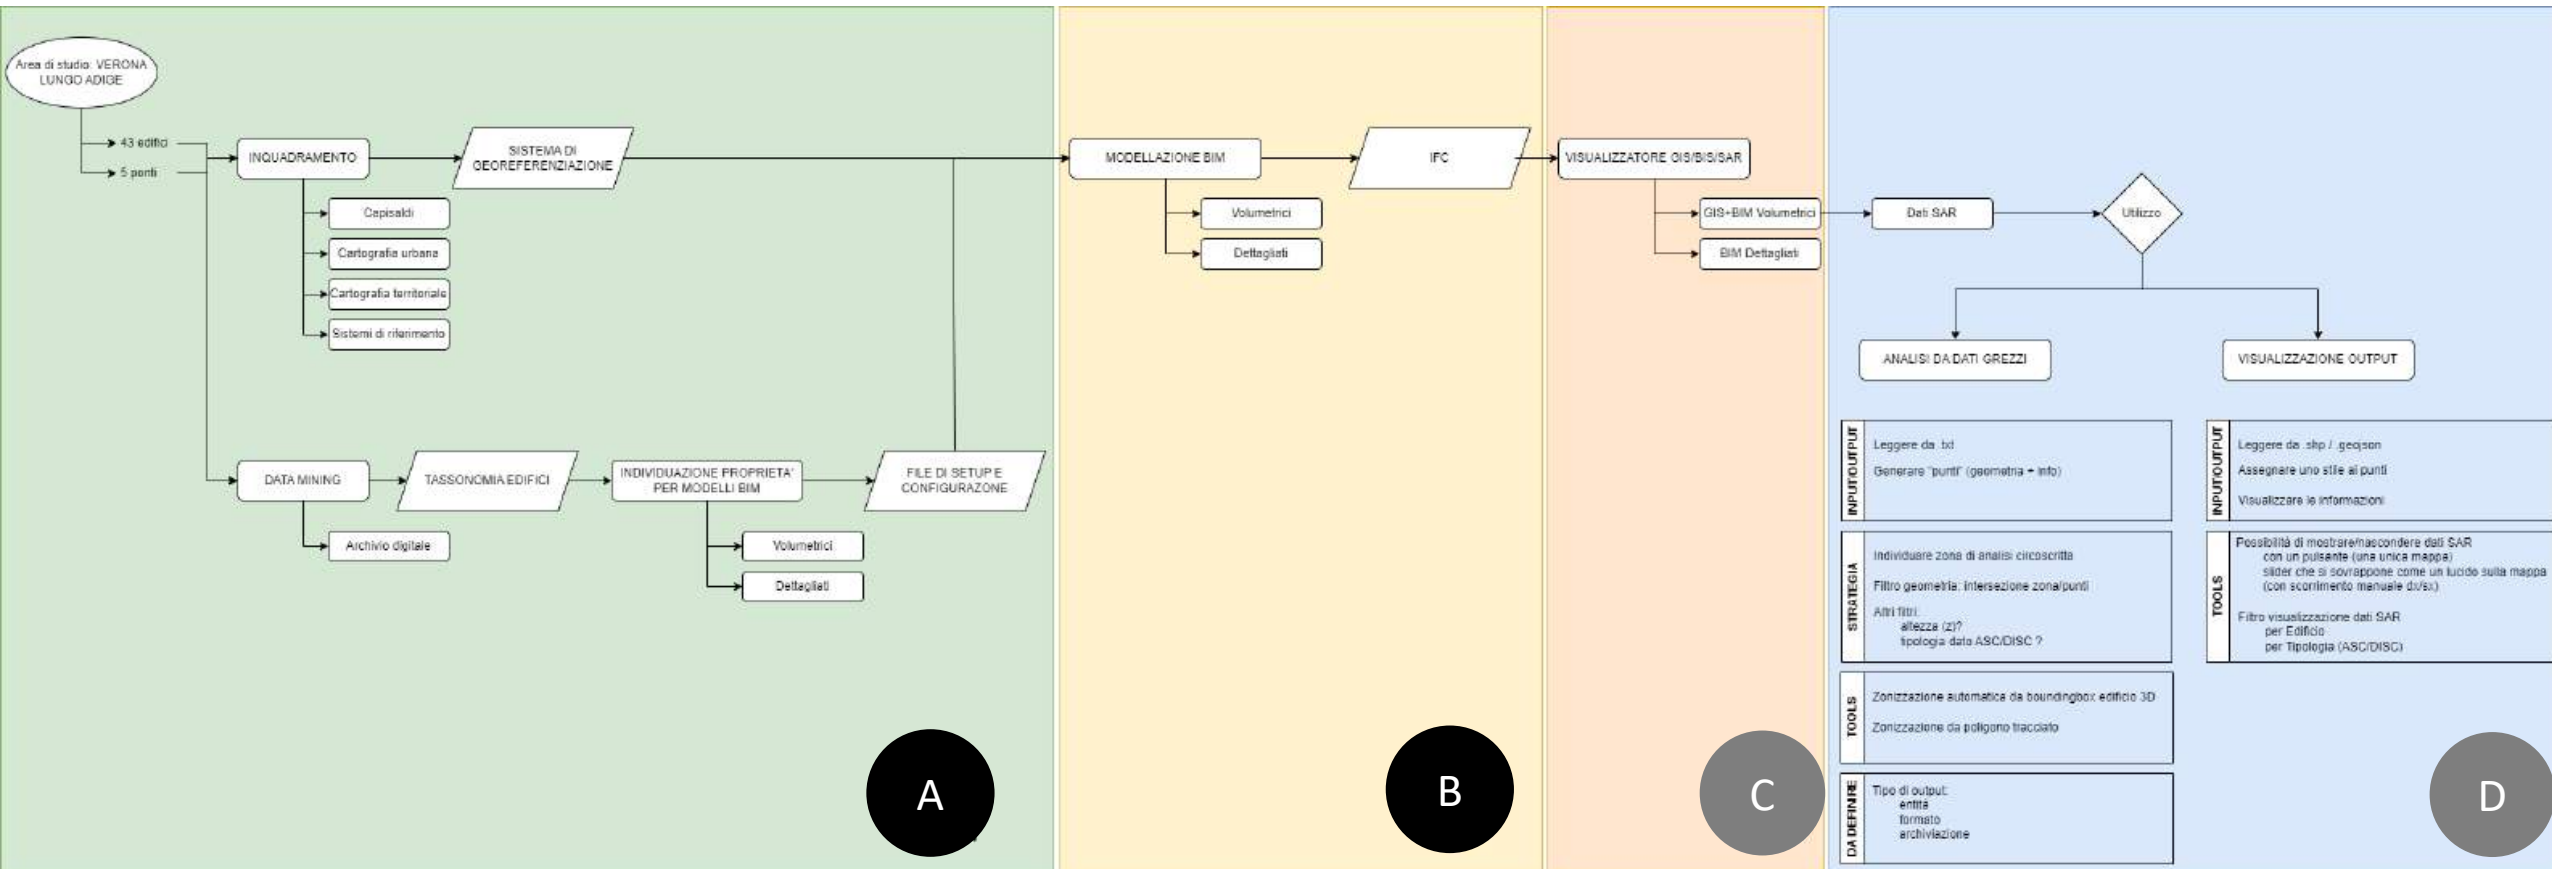 Area di studio: VERONA
LUNGO ADIGE
43 edifici
5 ponti
INQUADRAMENTO
SISTEMA DI
GEOREFERENZIAZIONE
Capisaldi
Cartografia urbana
Cartografia territoriale
Sistemi di riferimento
DATA MINING
Archivio digitale
TASSONOMIA EDIFICI
INDIVIDUAZIONE PROPRIETA'
PER MODELLI BIM
Volumetrici
Dettagliati
FILE DI SETUP E
CONFIGURAZONE
A
MODELLAZIONE BIM
Volumetrici
Dettagliati
IFC
B
VISUALIZZATORE GIS/BIS/SAR
GIS+BIM Volumetrici
BIM Dettagliati
C
Dati SAR
Utilizzo
ANALISI DA DATI GREZZI
INPUT/OUTPUT
Leggere da .txt
Generare "punti" (geometria + info)
STRATEGIA
Individuare zona di analisi circoscritta
Filtro geometria: intersezione zona/punti
Altri filtri:
altezza (z)?
tipologia dato ASC/DISC ?
TOOLS
Zonizzazione automatica da boundingbox edificio 3D
Zonizzazione da poligono tracciato
DA DEFINIRE
Tipo di output:
entità
formato
archiviazione
VISUALIZZAZIONE OUTPUT
INPUT/OUTPUT
Leggere da .shp / .geojson
Assegnare uno stile ai punti
Visualizzare le informazioni
TOOLS
Possibilità di mostrare/nascondere dati SAR
con un pulsante (una unica mappa)
slider che si sovrappone come un lucido sulla mappa
(con scorrimento manuale dx/sx)
Filtro visualizzazione dati SAR
per Edificio
per Tipologia (ASC/DISC)
D